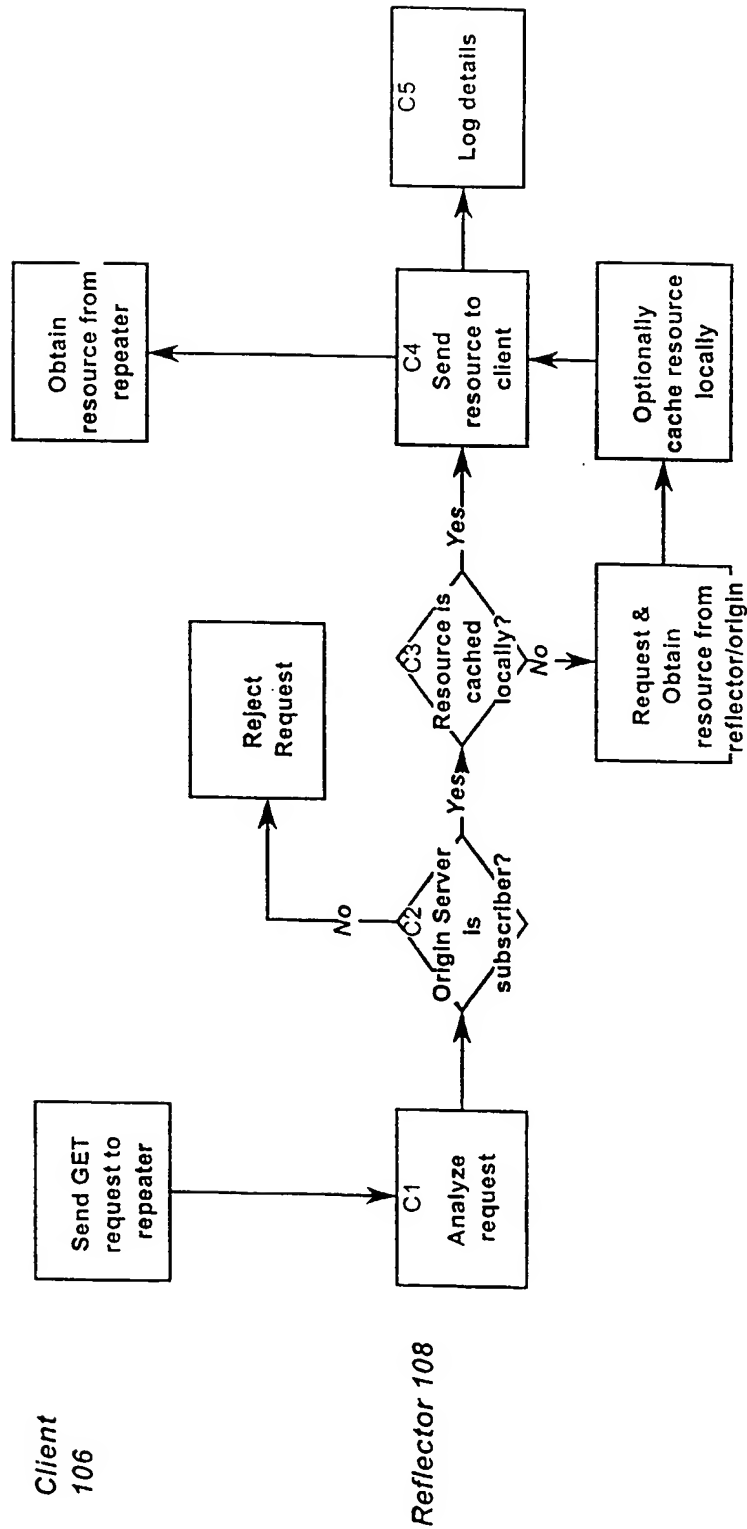 Client
106
Send GET
request to
repeater
Obtain
resource from
repeater
Reject
Request
Reflector 108
C1
Analyze
request
C2
Origin Server
is
subscriber?
No
Yes
C3
Resource is
cached
locally?
Yes
No
C4
Send
resource to
client
C5
Log details
Request &
Obtain
resource from
reflector/origin
Optionally
cache resource
locally